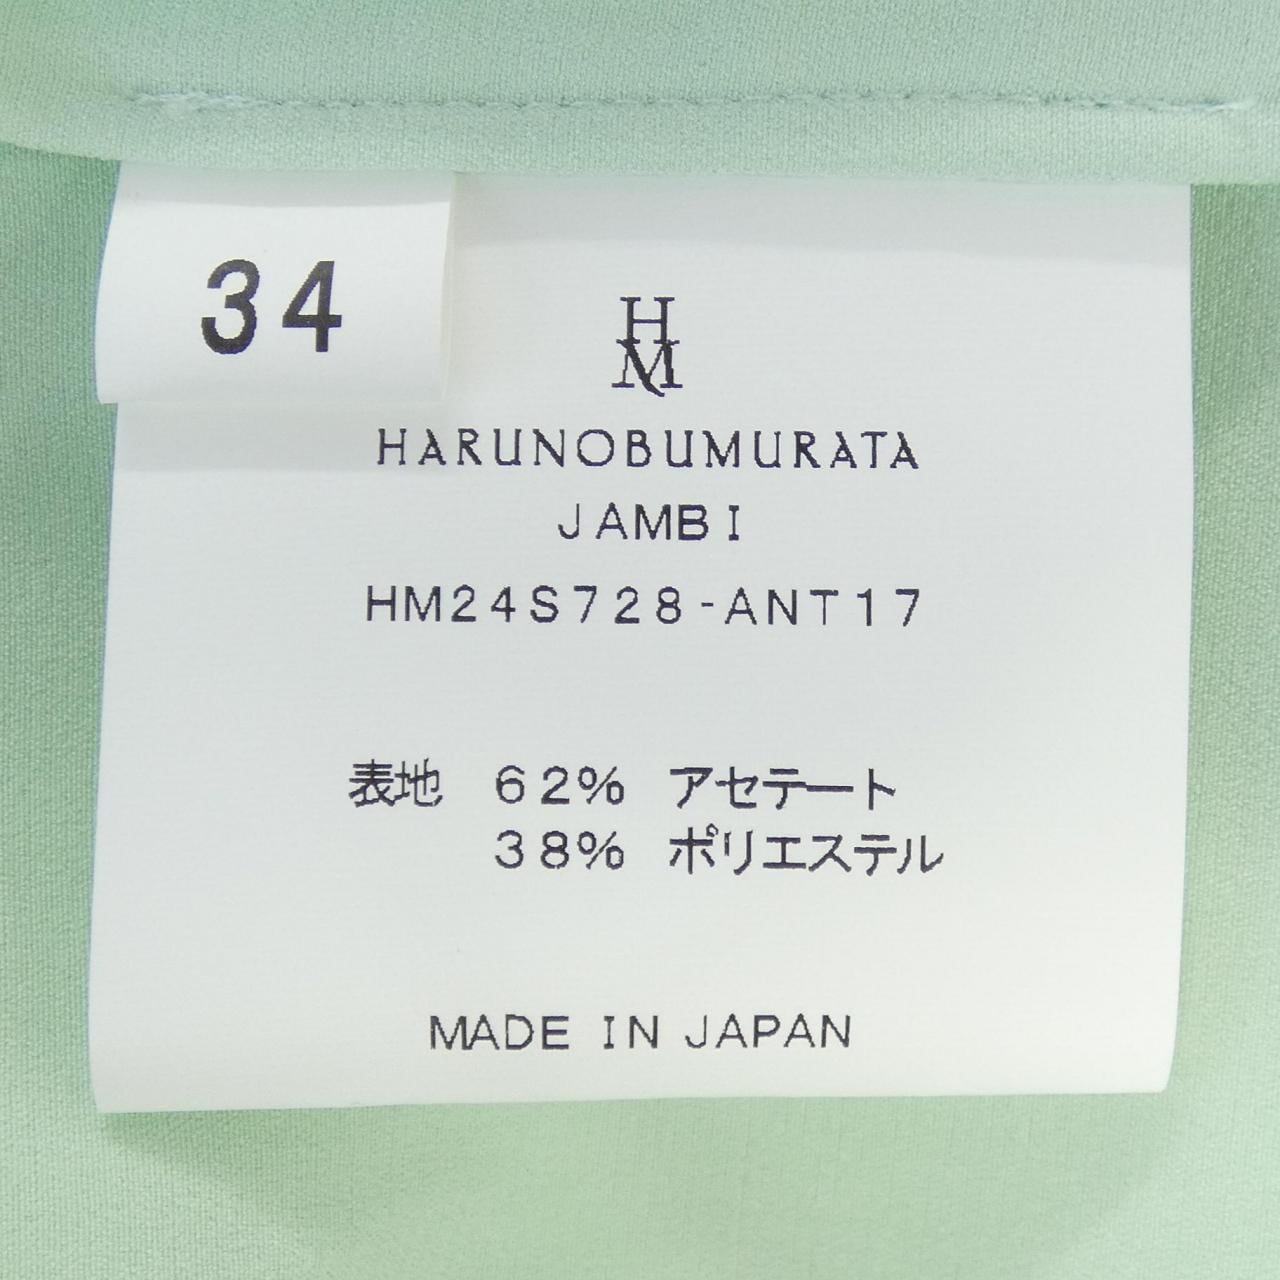 34
HM
HARUNOBUMURATA
JAMBI
HM24S728-ANT17
表地 62% アセテート
38% ポリエステル
MADE IN JAPAN